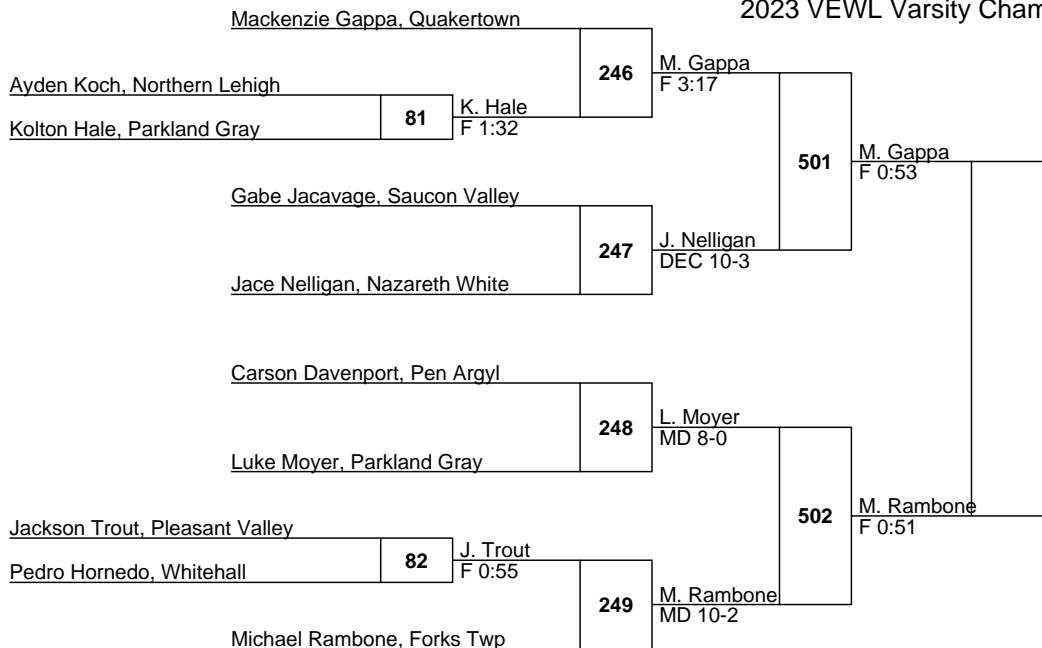 2023 VEWL Varsity Cham
Mackenzie Gappa, Quakertown
246
M. Gappa
F 3:17
Ayden Koch, Northern Lehigh
81
K. Hale
F 1:32
Kolton Hale, Parkland Gray
501
M. Gappa
F 0:53
Gabe Jacavage, Saucon Valley
247
J. Nelligan
DEC 10-3
Jace Nelligan, Nazareth White
Carson Davenport, Pen Argyl
248
L. Moyer
MD 8-0
Luke Moyer, Parkland Gray
502
M. Rambone
F 0:51
Jackson Trout, Pleasant Valley
82
J. Trout
F 0:55
Pedro Hornedo, Whitehall
249
M. Rambone
MD 10-2
Michael Rambone, Forks Twp